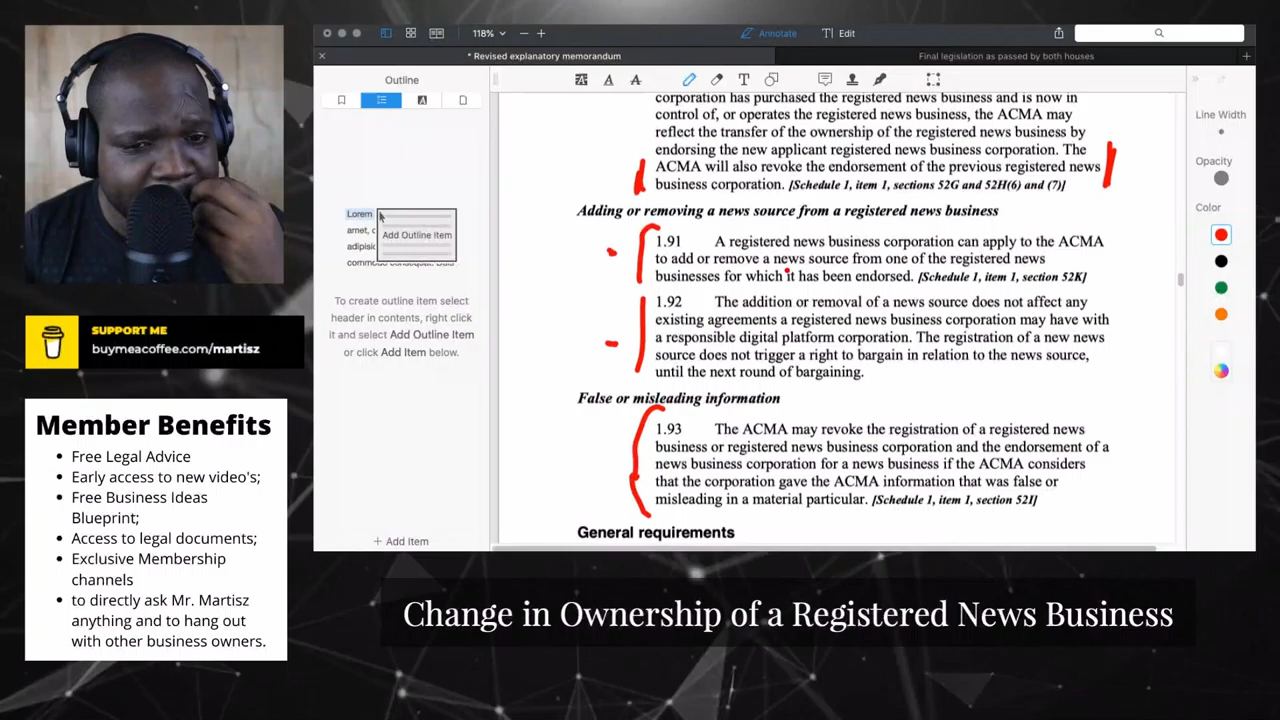 118%
Annotate
Edit
* Revised explanatory memorandum
Final legislation as passed by both houses
Outline
Lorem
Add Outline Item
amet, c
adipisic
To create outline item select
header in contents, right click
it and select Add Outline Item
or click Add Item below.
+ Add Item
corporation has purchased the registered news business and is now in
control of, or operates the registered news business, the ACMA may
reflect the transfer of the ownership of the registered news business by
endorsing the new applicant registered news business corporation. The
ACMA will also revoke the endorsement of the previous registered news
business corporation. [Schedule 1, item 1, sections 52G and 52H(6) and (7)]
Adding or removing a news source from a registered news business
1.91 A registered news business corporation can apply to the ACMA
to add or remove a news source from one of the registered news
businesses for which it has been endorsed. [Schedule 1, item 1, section 52K]
1.92 The addition or removal of a news source does not affect any
existing agreements a registered news business corporation may have with
a responsible digital platform corporation. The registration of a new news
source does not trigger a right to bargain in relation to the news source,
until the next round of bargaining.
False or misleading information
1.93 The ACMA may revoke the registration of a registered news
business or registered news business corporation and the endorsement of a
news business corporation for a news business if the ACMA considers
that the corporation gave the ACMA information that was false or
misleading in a material particular. [Schedule 1, item 1, section 52I]
General requirements
Line Width
Opacity
Color
SUPPORT ME
buymeacoffee.com/martisz
Member Benefits
Free Legal Advice
Early access to new video's;
Free Business Ideas
Blueprint;
Access to legal documents;
Exclusive Membership
channels
to directly ask Mr. Martisz
anything and to hang out
with other business owners.
Change in Ownership of a Registered News Business